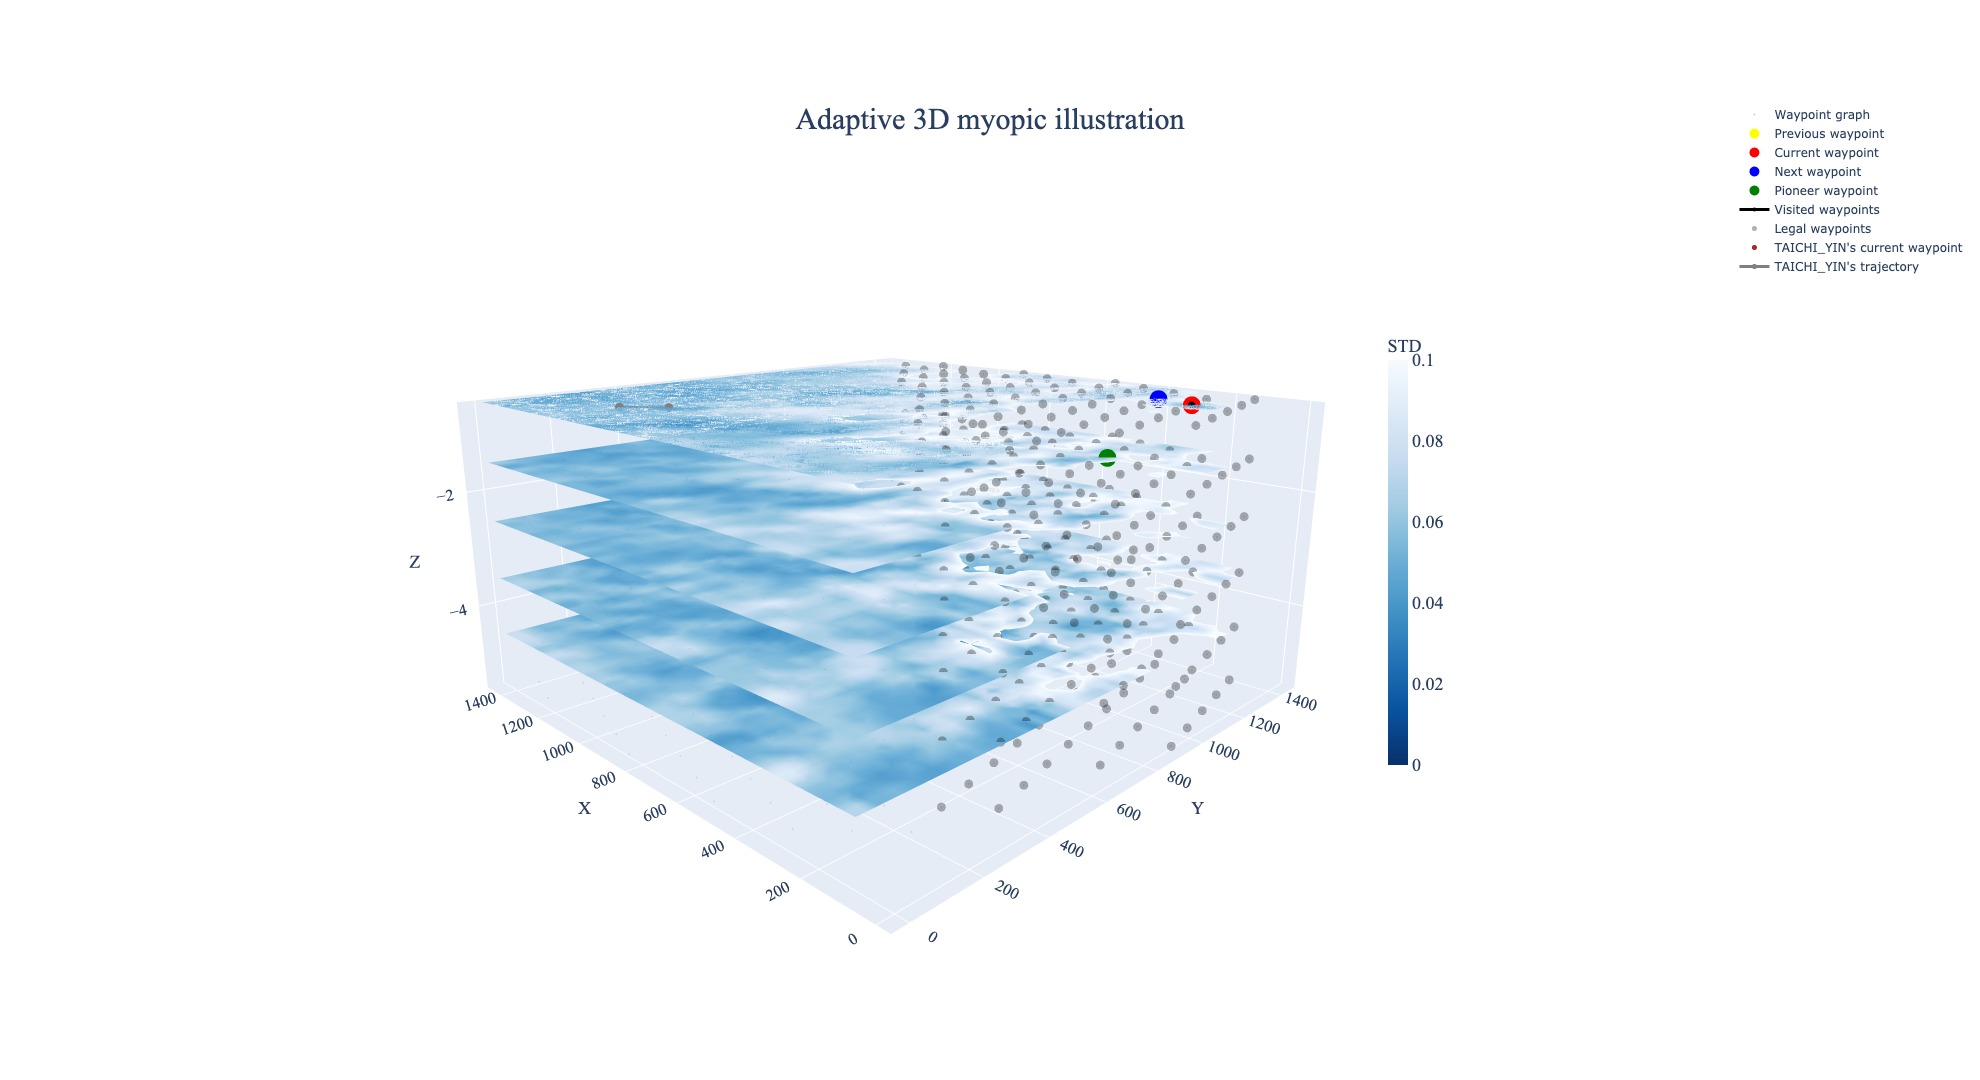 Adaptive 3D myopic illustration
Waypoint graph
Previous waypoint
Current waypoint
Next waypoint
Pioneer waypoint
Visited waypoints
Legal waypoints
TAICHI_YIN's current waypoint
TAICHI_YIN's trajectory
STD
0.1
0.08
0.06
0.04
0.02
0
−2
−4
Z
1400
1200
1000
800
600
400
200
0
X
0
200
400
600
800
1000
1200
1400
Y